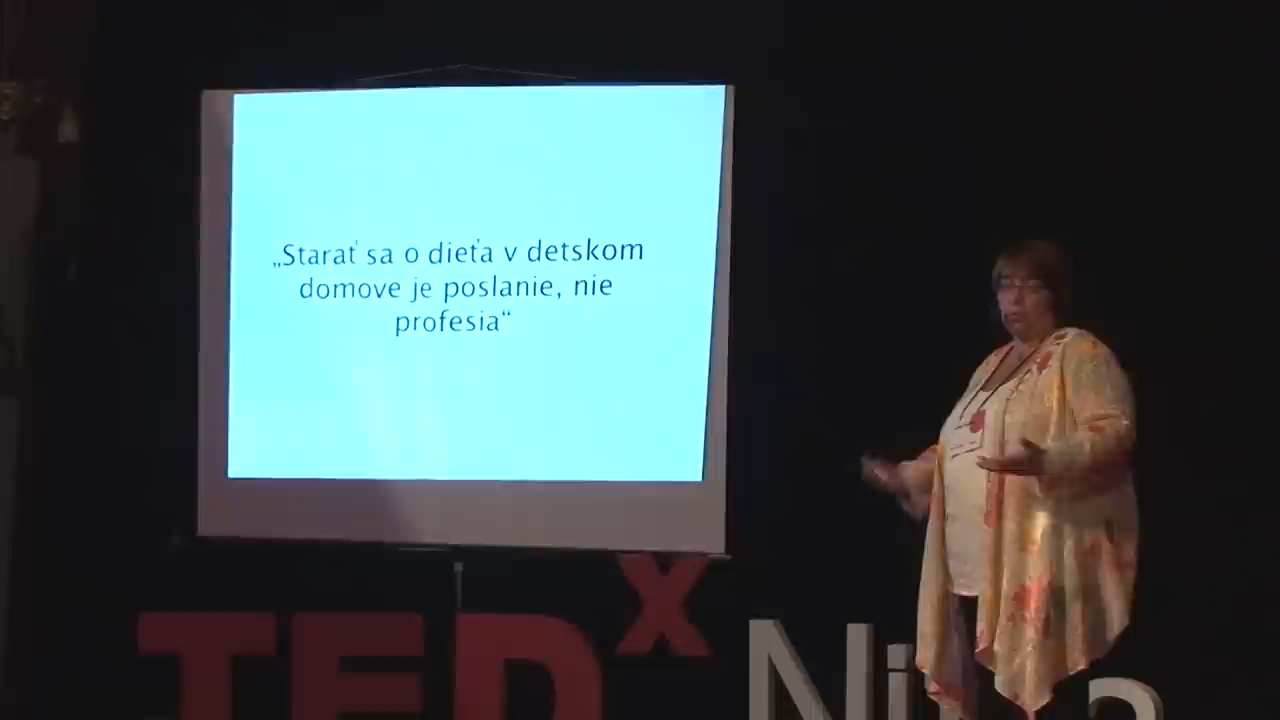 „Starať sa o dieťa v detskom
domove je poslanie, nie
profesia“
TEDx